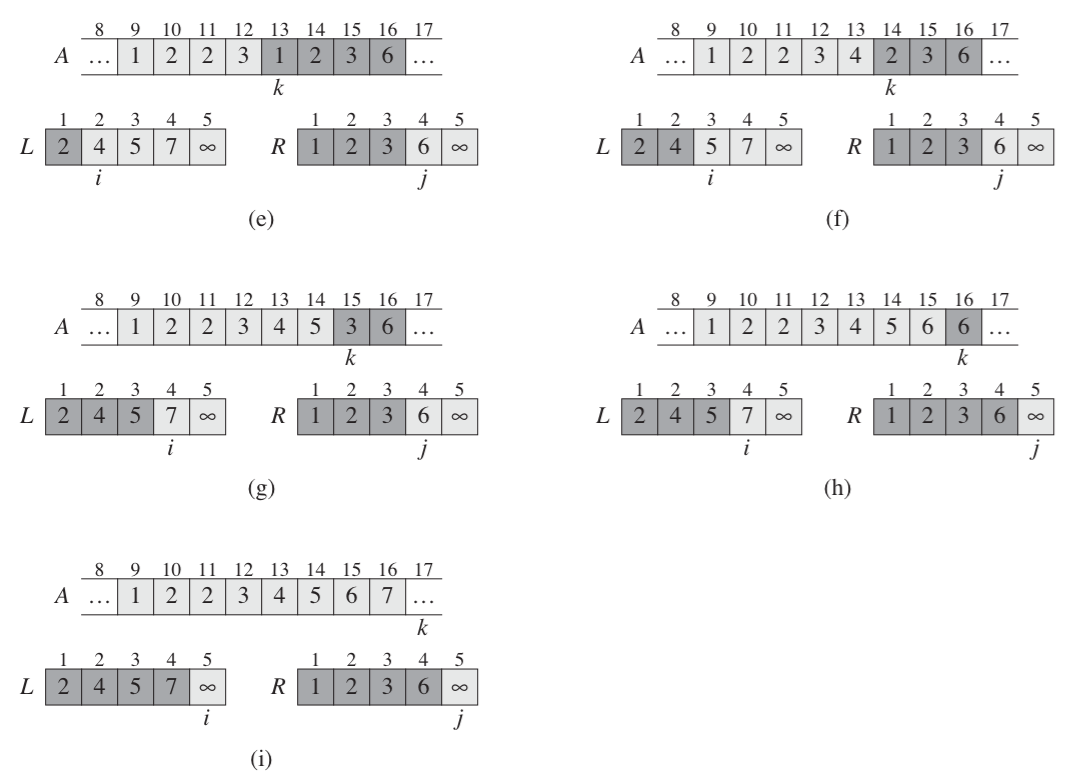 8 9 10 11 12 13 14 15 16 17
A … 1 2 2 3 1 2 3 6 …
k
1 2 3 4 5
L 2 4 5 7 ∞
i
1 2 3 4 5
R 1 2 3 6 ∞
j
(e)
8 9 10 11 12 13 14 15 16 17
A … 1 2 2 3 4 2 3 6 …
k
1 2 3 4 5
L 2 4 5 7 ∞
i
1 2 3 4 5
R 1 2 3 6 ∞
j
(f)
8 9 10 11 12 13 14 15 16 17
A … 1 2 2 3 4 5 3 6 …
k
1 2 3 4 5
L 2 4 5 7 ∞
i
1 2 3 4 5
R 1 2 3 6 ∞
j
(g)
8 9 10 11 12 13 14 15 16 17
A … 1 2 2 3 4 5 6 6 …
k
1 2 3 4 5
L 2 4 5 7 ∞
i
1 2 3 4 5
R 1 2 3 6 ∞
j
(h)
8 9 10 11 12 13 14 15 16 17
A … 1 2 2 3 4 5 6 7 …
k
1 2 3 4 5
L 2 4 5 7 ∞
i
1 2 3 4 5
R 1 2 3 6 ∞
j
(i)